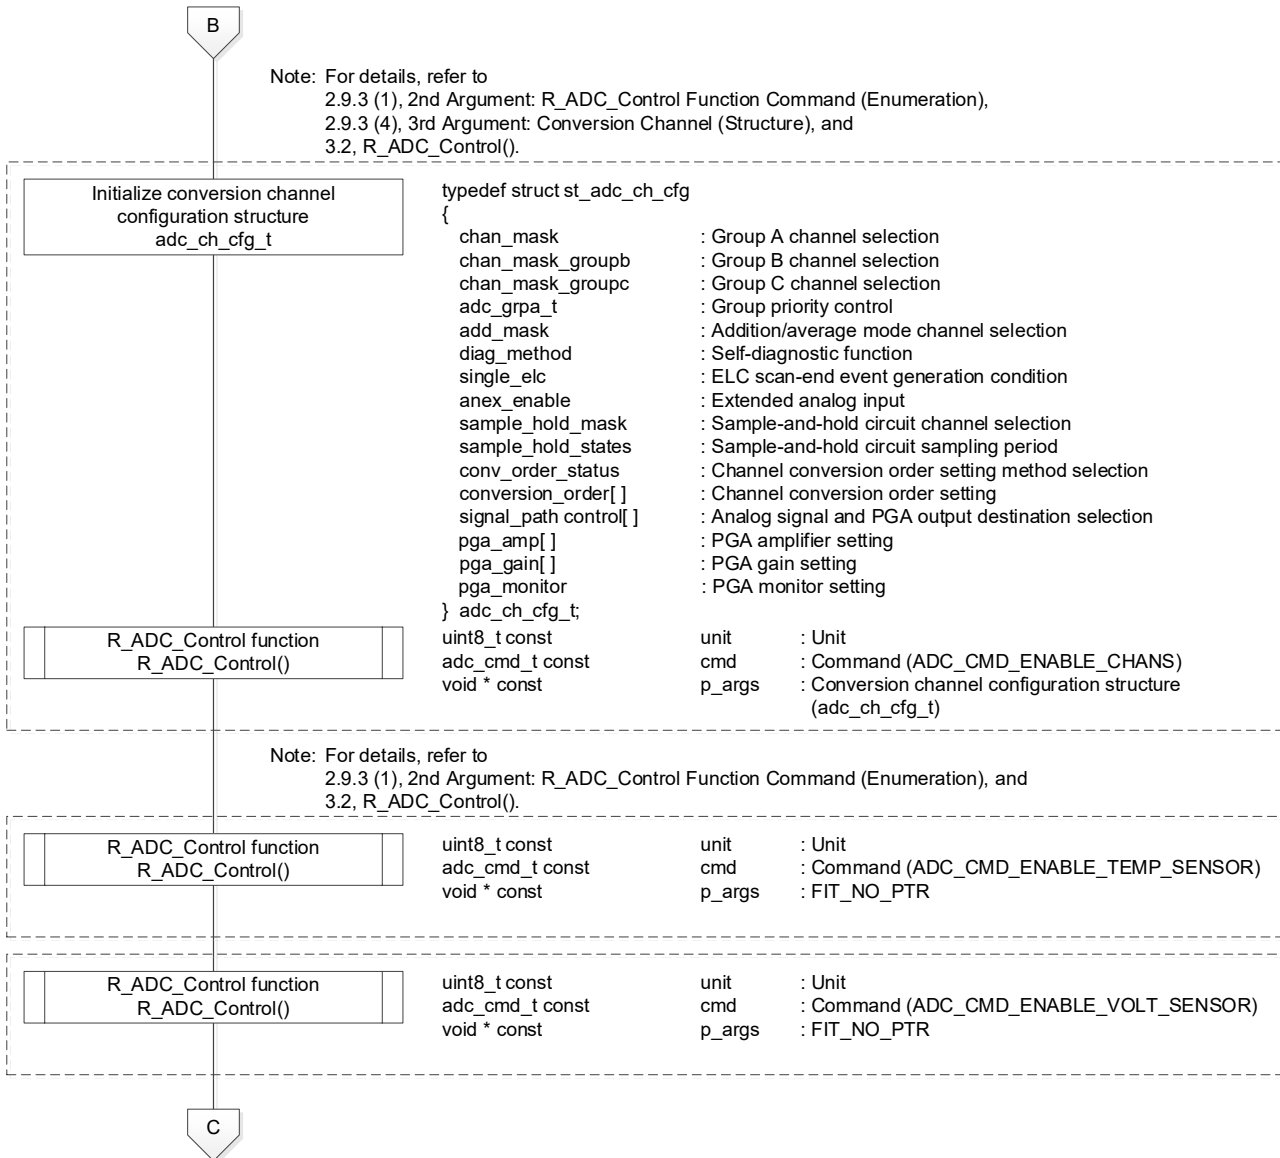 B
Note: For details, refer to
2.9.3 (1), 2nd Argument: R_ADC_Control Function Command (Enumeration),
2.9.3 (4), 3rd Argument: Conversion Channel (Structure), and
3.2, R_ADC_Control().
Initialize conversion channel
configuration structure
adc_ch_cfg_t
typedef struct st_adc_ch_cfg
{
chan_mask : Group A channel selection
chan_mask_groupb : Group B channel selection
chan_mask_groupc : Group C channel selection
adc_grpa_t : Group priority control
add_mask : Addition/average mode channel selection
diag_method : Self-diagnostic function
single_elc : ELC scan-end event generation condition
anex_enable : Extended analog input
sample_hold_mask : Sample-and-hold circuit channel selection
sample_hold_states : Sample-and-hold circuit sampling period
conv_order_status : Channel conversion order setting method selection
conversion_order[ ] : Channel conversion order setting
signal_path control[ ] : Analog signal and PGA output destination selection
pga_amp[ ] : PGA amplifier setting
pga_gain[ ] : PGA gain setting
pga_monitor : PGA monitor setting
} adc_ch_cfg_t;
R_ADC_Control function
R_ADC_Control()
uint8_t const unit : Unit
adc_cmd_t const cmd : Command (ADC_CMD_ENABLE_CHANS)
void * const p_args : Conversion channel configuration structure
(adc_ch_cfg_t)
Note: For details, refer to
2.9.3 (1), 2nd Argument: R_ADC_Control Function Command (Enumeration), and
3.2, R_ADC_Control().
R_ADC_Control function
R_ADC_Control()
uint8_t const unit : Unit
adc_cmd_t const cmd : Command (ADC_CMD_ENABLE_TEMP_SENSOR)
void * const p_args : FIT_NO_PTR
R_ADC_Control function
R_ADC_Control()
uint8_t const unit : Unit
adc_cmd_t const cmd : Command (ADC_CMD_ENABLE_VOLT_SENSOR)
void * const p_args : FIT_NO_PTR
C